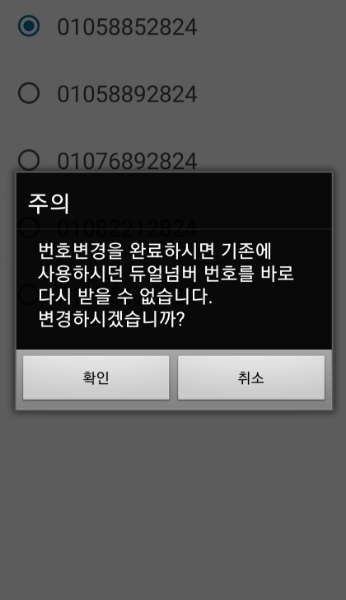 01058852824
01058892824
01076892824
주의
01082212824
번호변경을 완료하시면 기존에
사용하시던 듀얼넘버 번호를 바로
다시 받을 수 없습니다.
변경하시겠습니까?
확인
취소